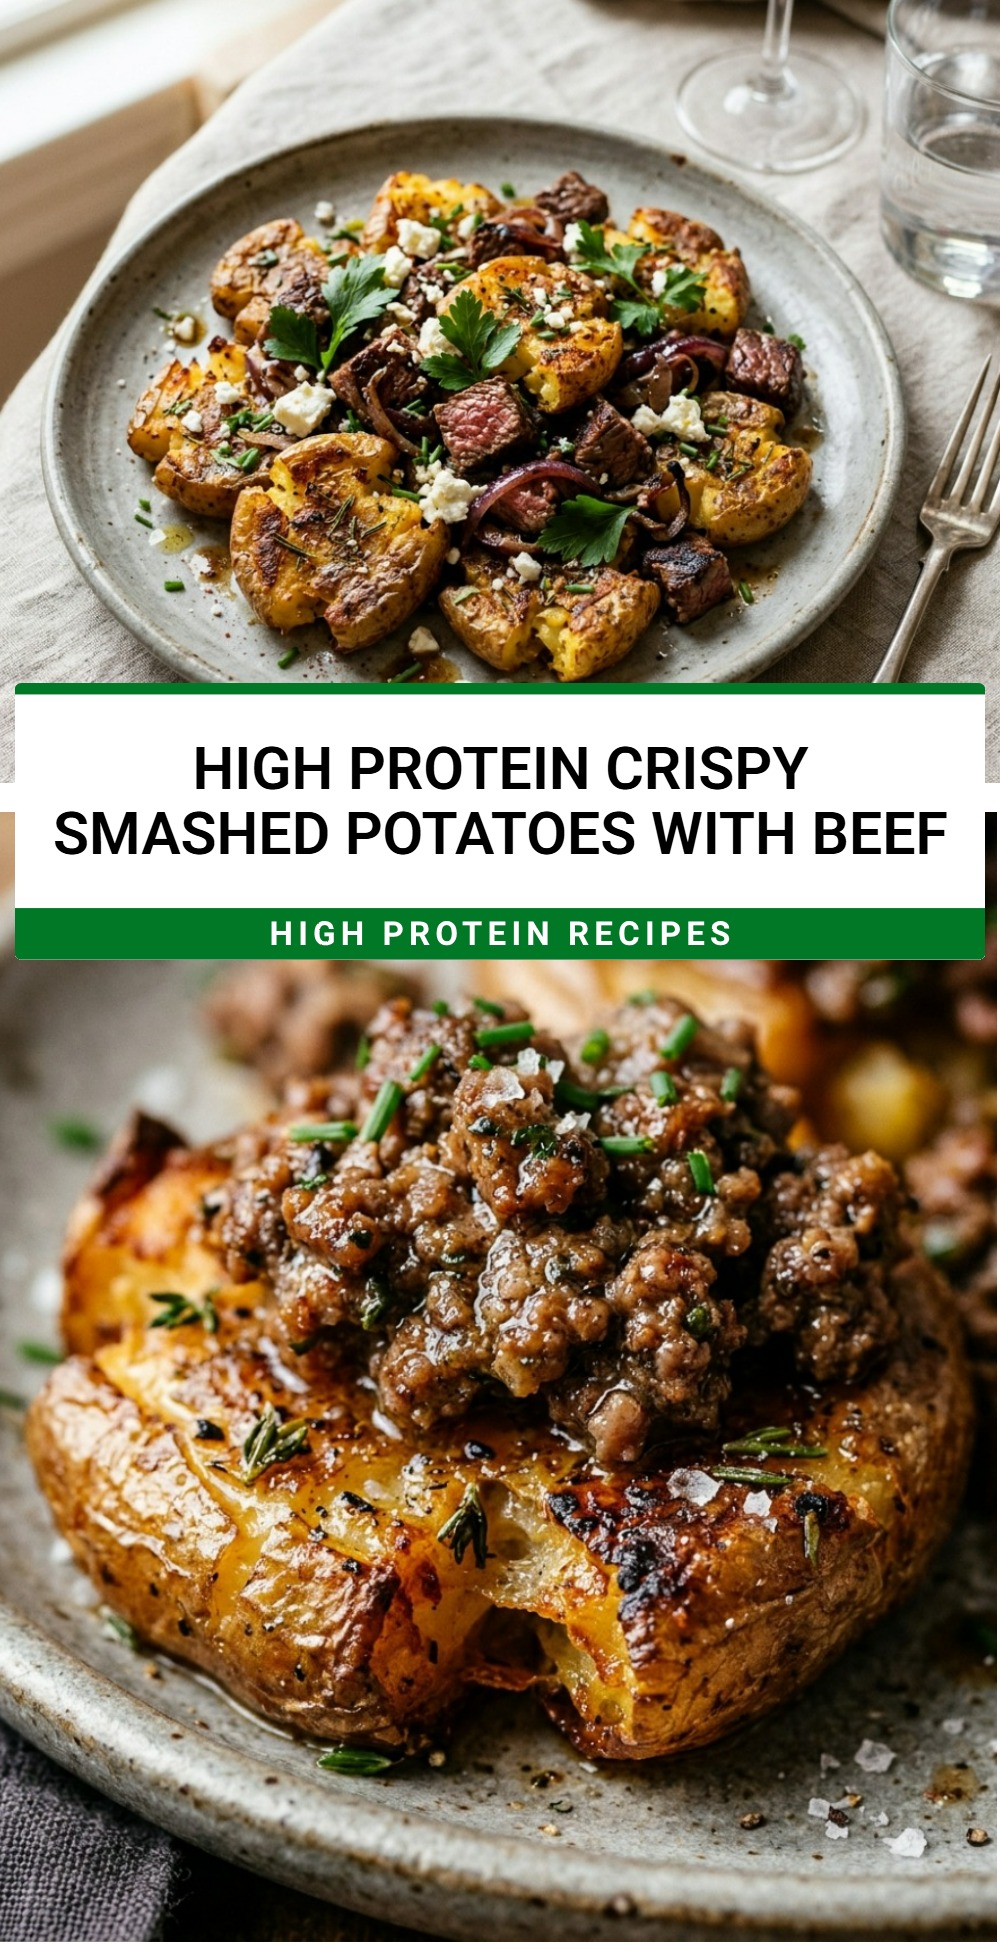 HIGH PROTEIN CRISPY
SMASHED POTATOES WITH BEEF
HIGH PROTEIN RECIPES